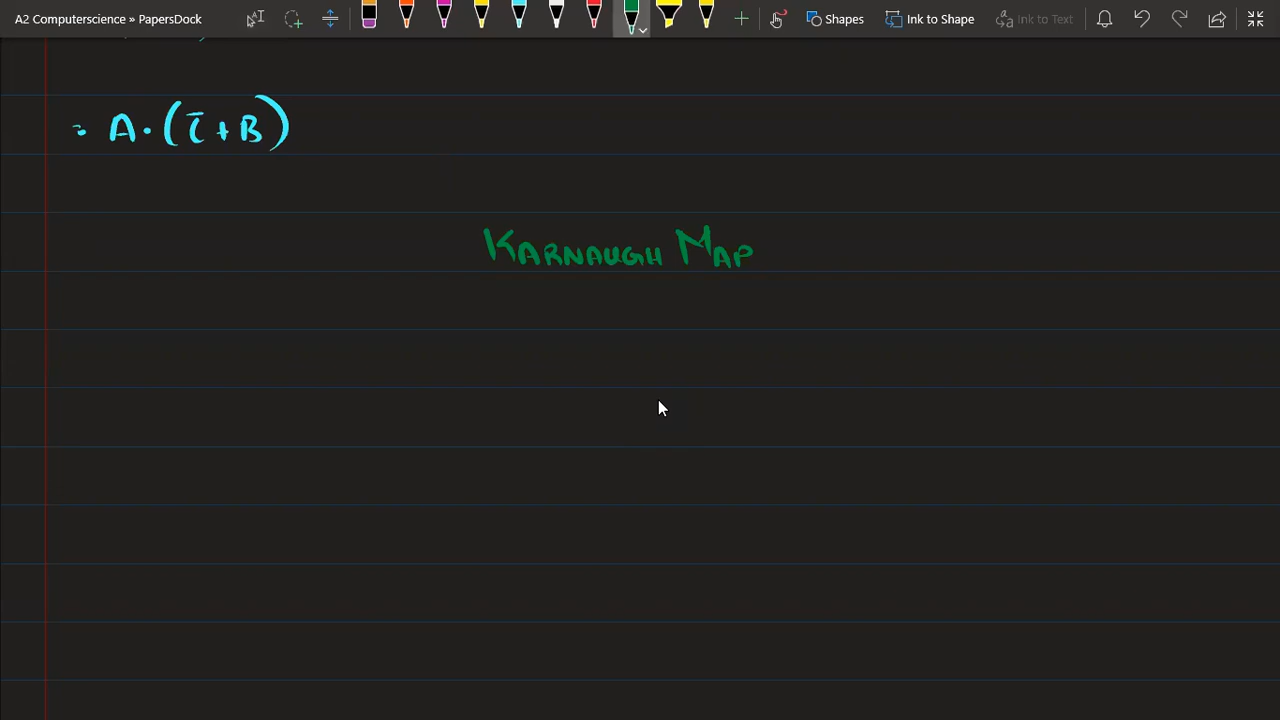 A2 Computerscience » PapersDock
Shapes
Ink to Shape
Ink to Text
= A·(C̅+B)
KARNAUGH MAP